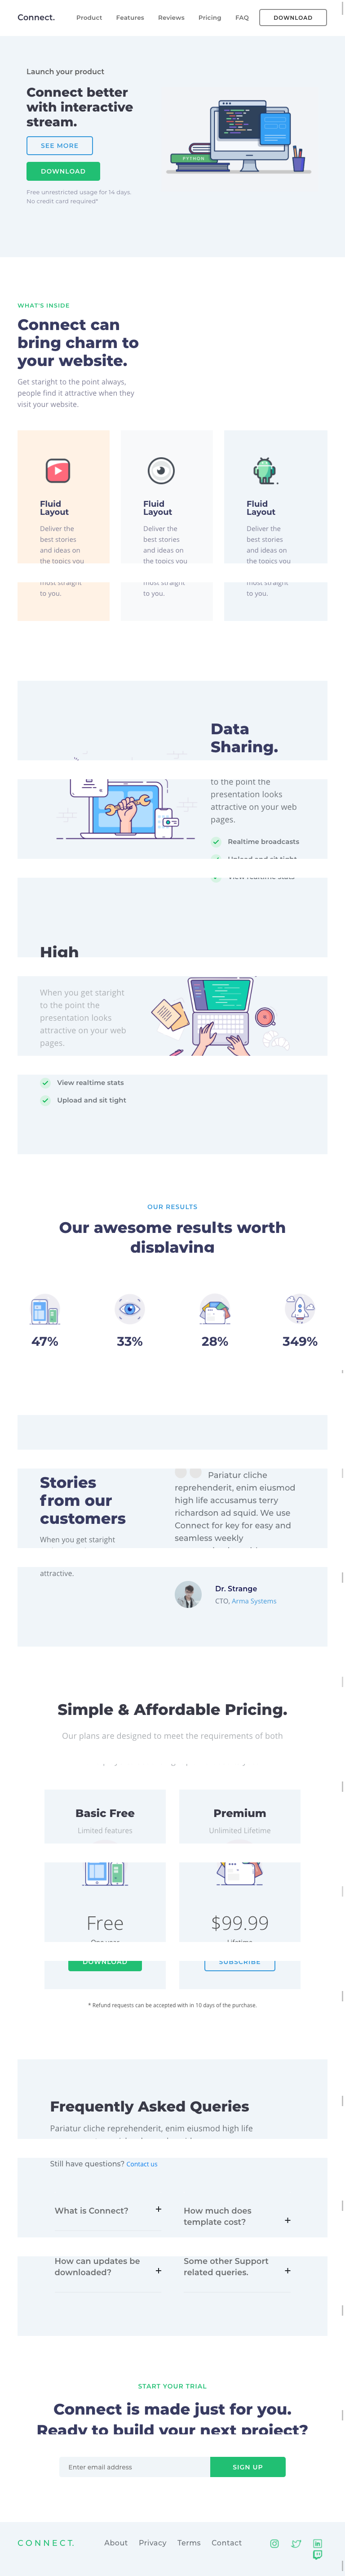 Connect.
Product
Features
Reviews
Pricing
FAQ
DOWNLOAD
Launch your product
Connect better
with interactive
stream.
SEE MORE
DOWNLOAD
Free unrestricted usage for 14 days.
No credit card required*
PYTHON
WHAT'S INSIDE
Connect can
bring charm to
your website.
Get staright to the point always,
people find it attractive when they
visit your website.
Fluid
Layout
Deliver the
best stories
and ideas on
the topics you
most straight
to you.
Fluid
Layout
Deliver the
best stories
and ideas on
the topics you
most straight
to you.
Fluid
Layout
Deliver the
best stories
and ideas on
the topics you
most straight
to you.
Data
Sharing.
to the point the
presentation looks
attractive on your web
pages.
Realtime broadcasts
Upload and sit tight
View realtime stats
High
When you get staright
to the point the
presentation looks
attractive on your web
pages.
View realtime stats
Upload and sit tight
OUR RESULTS
Our awesome results worth
displaying
47%
33%
28%
349%
Stories
from our
customers
When you get staright
attractive.
Pariatur cliche
reprehenderit, enim eiusmod
high life accusamus terry
richardson ad squid. We use
Connect for key for easy and
seamless weekly
Dr. Strange
CTO, Arma Systems
Simple & Affordable Pricing.
Our plans are designed to meet the requirements of both
Basic Free
Limited features
Free
One year
DOWNLOAD
Premium
Unlimited Lifetime
$99.99
Lifetime
SUBSCRIBE
* Refund requests can be accepted with in 10 days of the purchase.
Frequently Asked Queries
Pariatur cliche reprehenderit, enim eiusmod high life
Still have questions? Contact us
What is Connect?
+
How much does
template cost?
+
How can updates be
downloaded?
+
Some other Support
related queries.
+
START YOUR TRIAL
Connect is made just for you.
Ready to build your next project?
Enter email address
SIGN UP
CONNECT.
About
Privacy
Terms
Contact